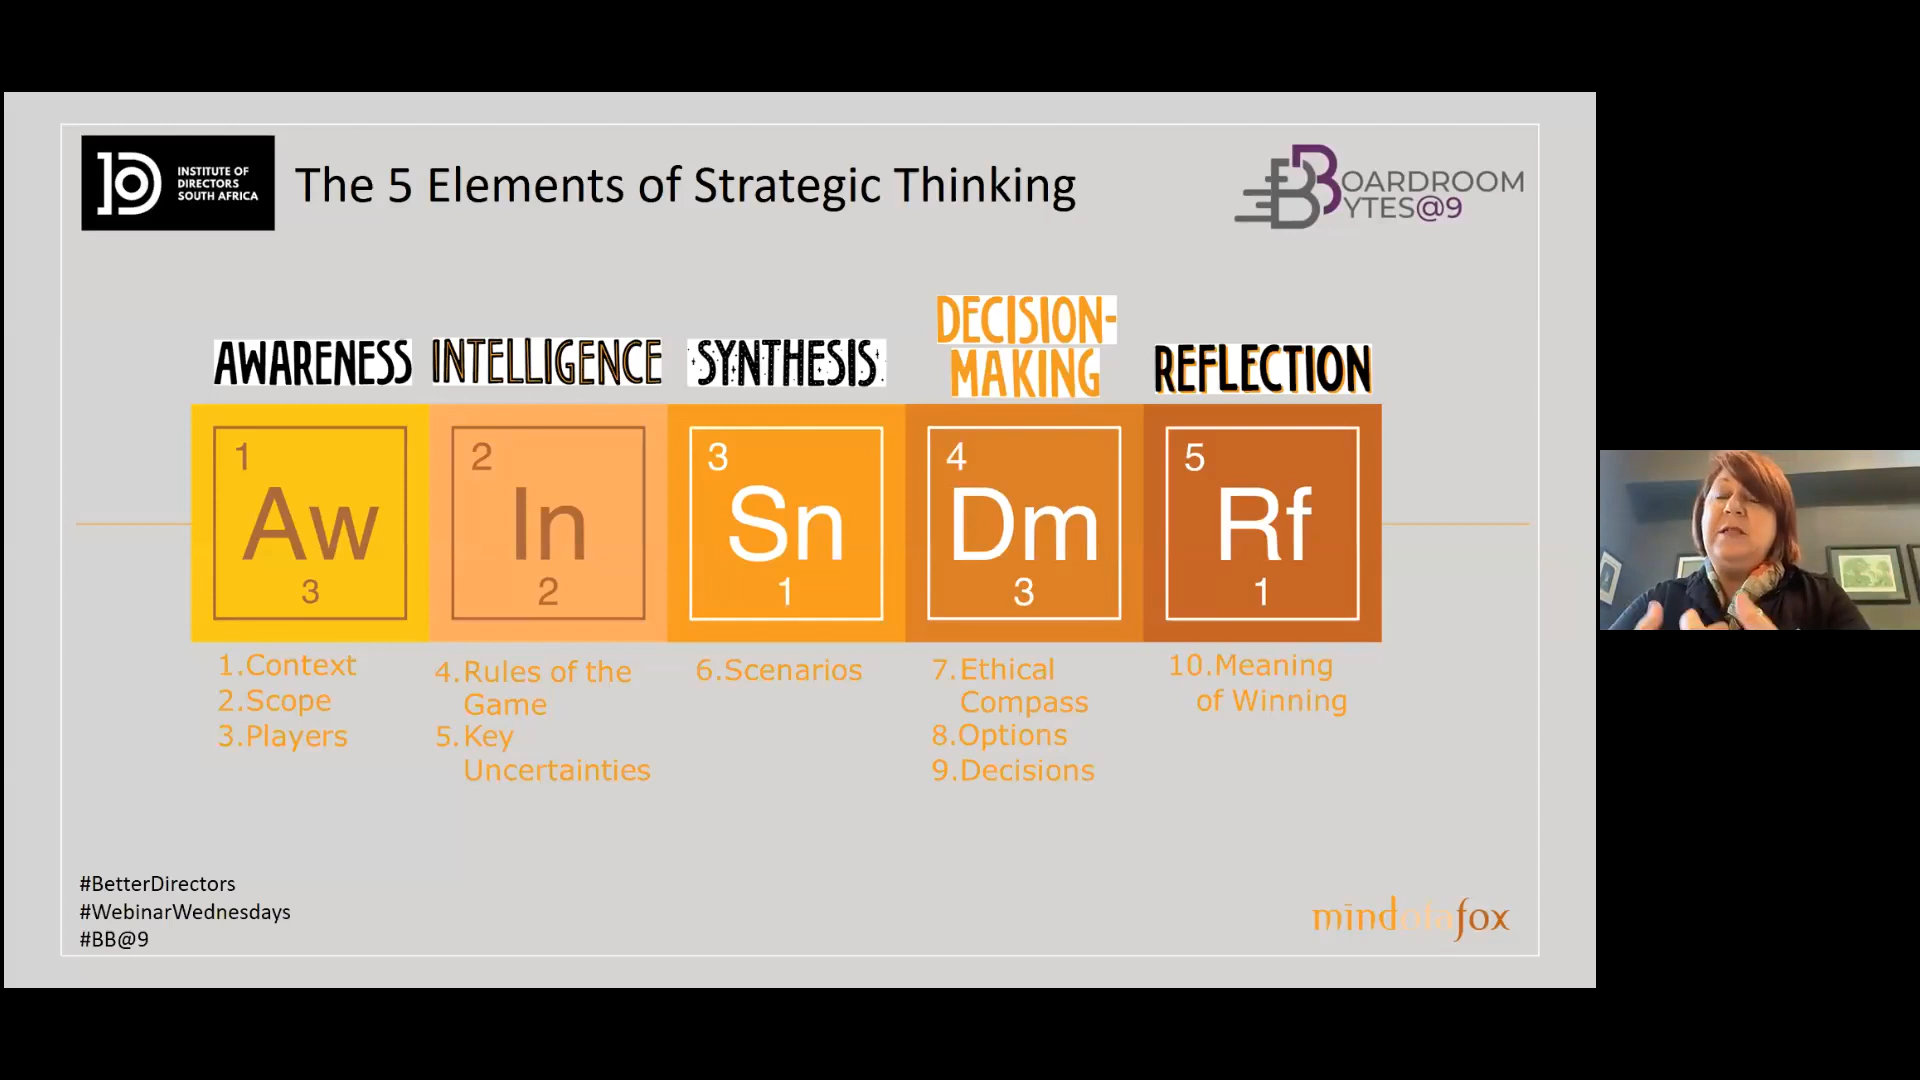 INSTITUTE OF
DIRECTORS
SOUTH AFRICA
The 5 Elements of Strategic Thinking
BOARDROOM
BYTES@9
AWARENESS
INTELLIGENCE
SYNTHESIS
DECISION-
MAKING
REFLECTION
1
Aw
3
2
In
2
3
Sn
1
4
Dm
3
5
Rf
1
1.Context
2.Scope
3.Players
4.Rules of the
Game
5.Key
Uncertainties
6.Scenarios
7.Ethical
Compass
8.Options
9.Decisions
10.Meaning
of Winning
#BetterDirectors
#WebinarWednesdays
#BB@9
mindofafox